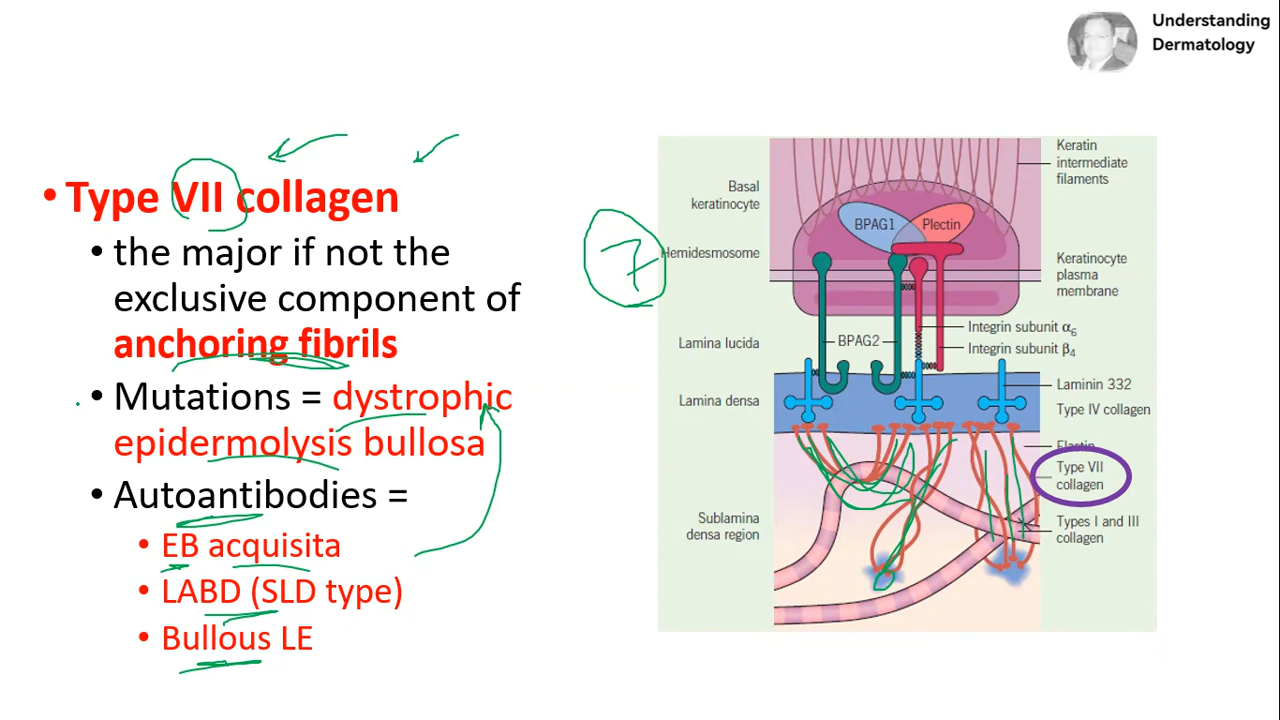 Understanding
Dermatology
• Type VII collagen
• the major if not the
exclusive component of
anchoring fibrils
• Mutations = dystrophic
epidermolysis bullosa
• Autoantibodies =
• EB acquisita
• LABD (SLD type)
• Bullous LE
7
Basal
keratinocyte
Hemidesmosome
Lamina lucida
Lamina densa
Sublamina
densa region
BPAG1
Plectin
BPAG2
Keratin
intermediate
filaments
Keratinocyte
plasma
membrane
Integrin subunit α6
Integrin subunit β4
Laminin 332
Type IV collagen
Elastin
Type VII
collagen
Types I and III
collagen